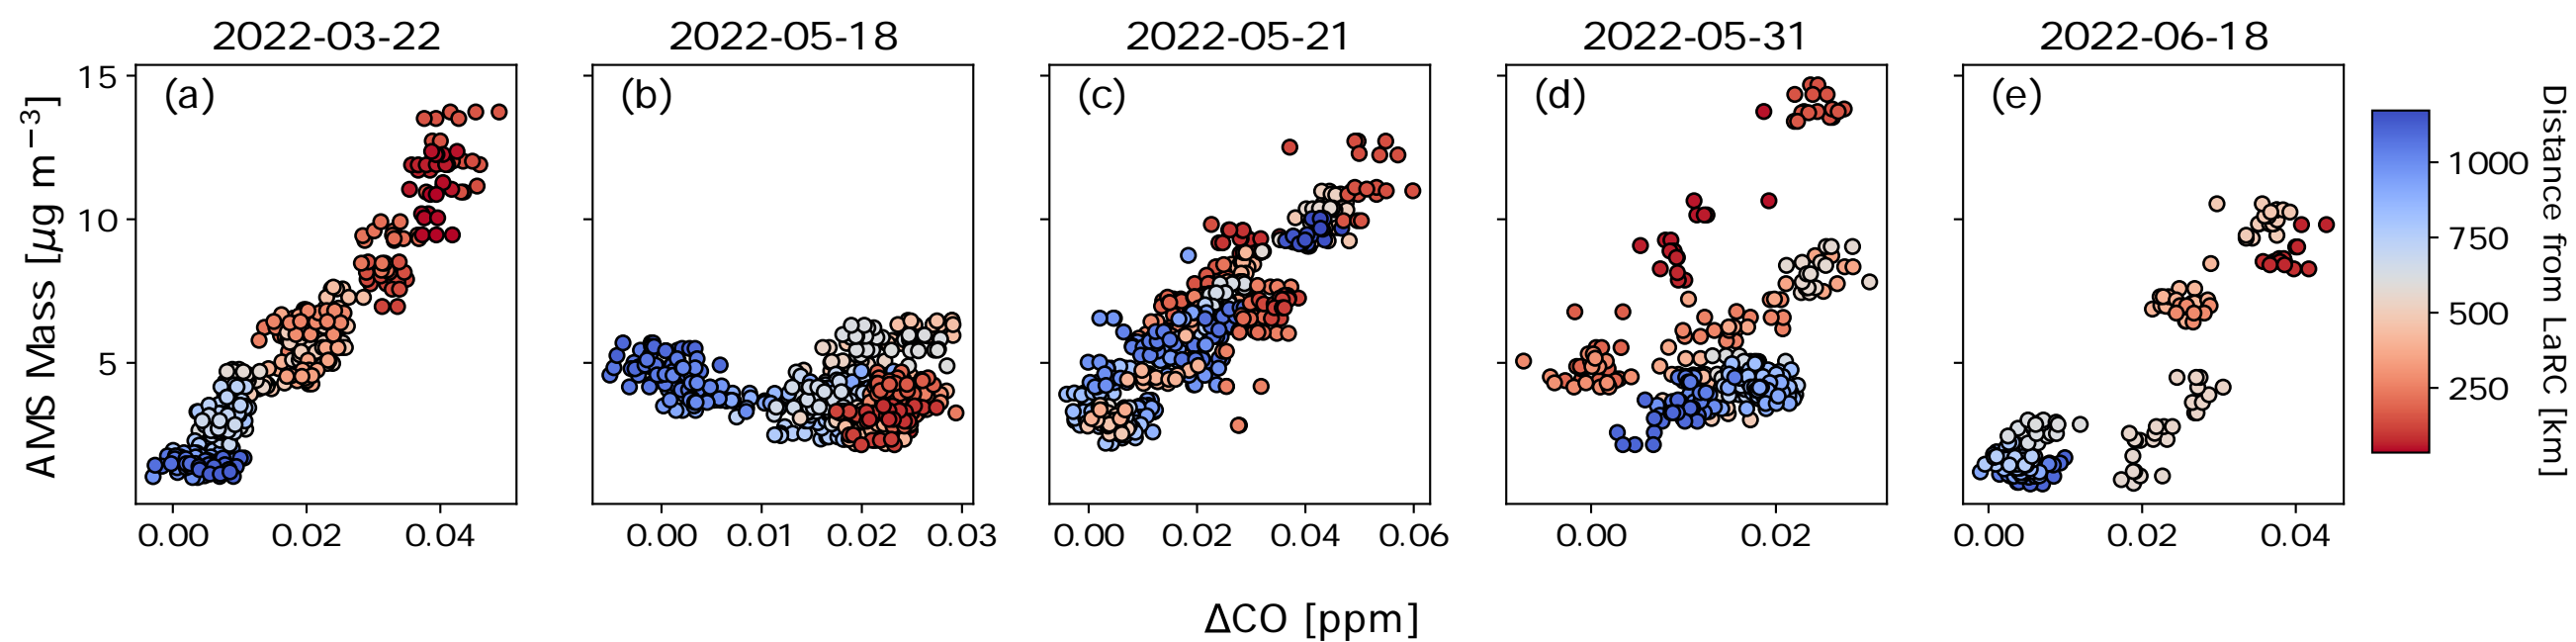 2022-03-22 2022-05-18 2022-05-21 2022-05-31 2022-06-18
(a) (b) (c) (d) (e)
AMS Mass [μg m⁻³]
15
10
5
0.00 0.02 0.04
0.00 0.01 0.02 0.03
0.00 0.02 0.04 0.06
0.00 0.02
0.00 0.02 0.04
ΔCO [ppm]
1000
750
500
250
Distance from LaRC [km]